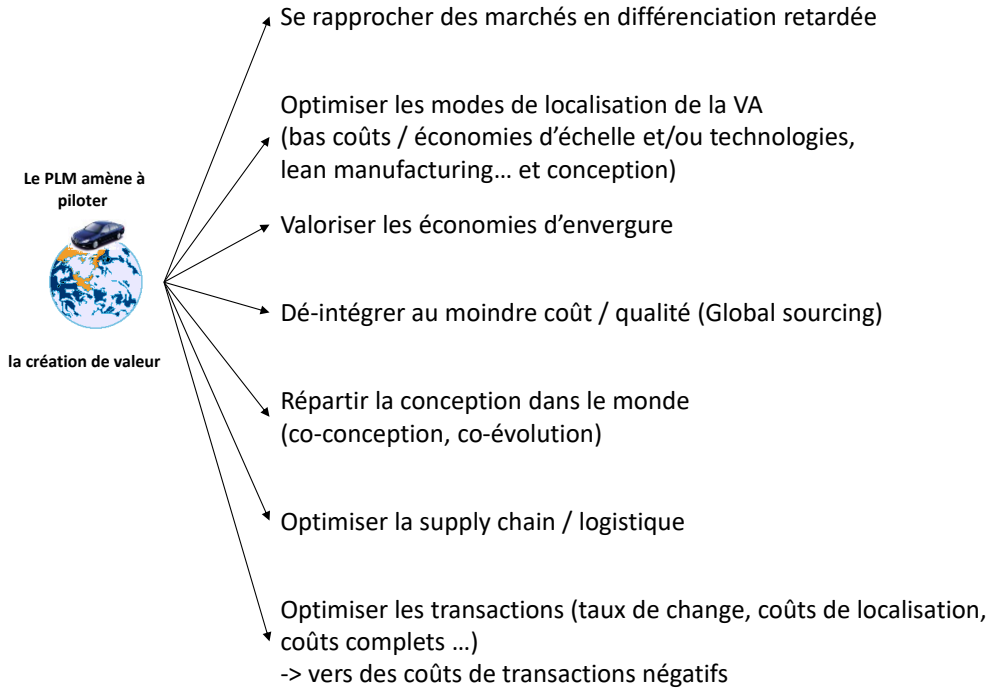 Se rapprocher des marchés en différenciation retardée
Optimiser les modes de localisation de la VA
(bas coûts / économies d’échelle et/ou technologies,
lean manufacturing… et conception)
Le PLM amène à
piloter
la création de valeur
Valoriser les économies d’envergure
Dé-intégrer au moindre coût / qualité (Global sourcing)
Répartir la conception dans le monde
(co-conception, co-évolution)
Optimiser la supply chain / logistique
Optimiser les transactions (taux de change, coûts de localisation,
coûts complets …)
-> vers des coûts de transactions négatifs